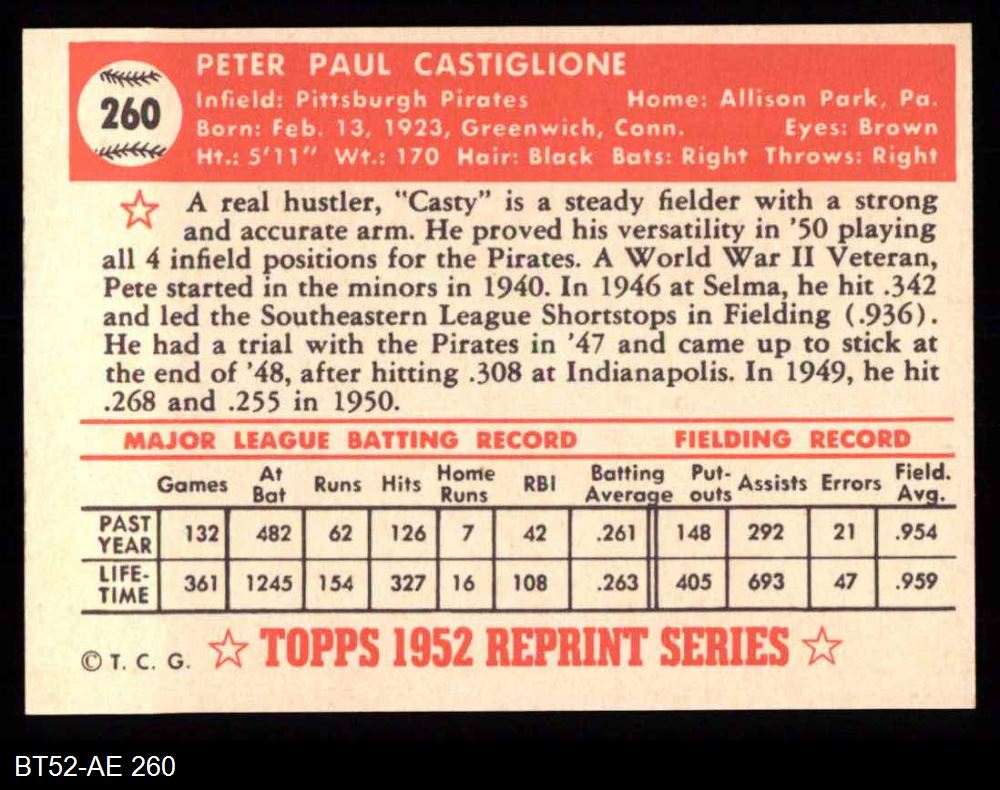 260
PETER PAUL CASTIGLIONE
Infield: Pittsburgh Pirates Home: Allison Park, Pa.
Born: Feb. 13, 1923, Greenwich, Conn. Eyes: Brown
Ht.: 5'11" Wt.: 170 Hair: Black Bats: Right Throws: Right
A real hustler, "Casty" is a steady fielder with a strong
and accurate arm. He proved his versatility in '50 playing
all 4 infield positions for the Pirates. A World War II Veteran,
Pete started in the minors in 1940. In 1946 at Selma, he hit .342
and led the Southeastern League Shortstops in Fielding (.936).
He had a trial with the Pirates in '47 and came up to stick at
the end of '48, after hitting .308 at Indianapolis. In 1949, he hit
.268 and .255 in 1950.
MAJOR LEAGUE BATTING RECORD FIELDING RECORD
Games At Bat Runs Hits Home Runs RBI Batting Average Put-outs Assists Errors Field. Avg.
PAST YEAR 132 482 62 126 7 42 .261 148 292 21 .954
LIFE-TIME 361 1245 154 327 16 108 .263 405 693 47 .959
© T. C. G. TOPPS 1952 REPRINT SERIES
BT52-AE 260